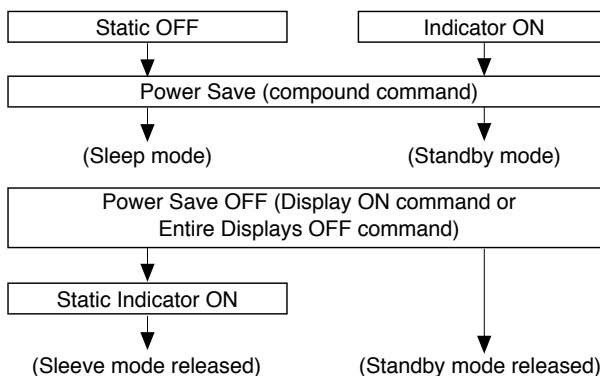 Static OFF
Indicator ON
Power Save (compound command)
(Sleep mode)
(Standby mode)
Power Save OFF (Display ON command or
Entire Displays OFF command)
Static Indicator ON
(Sleeve mode released)
(Standby mode released)